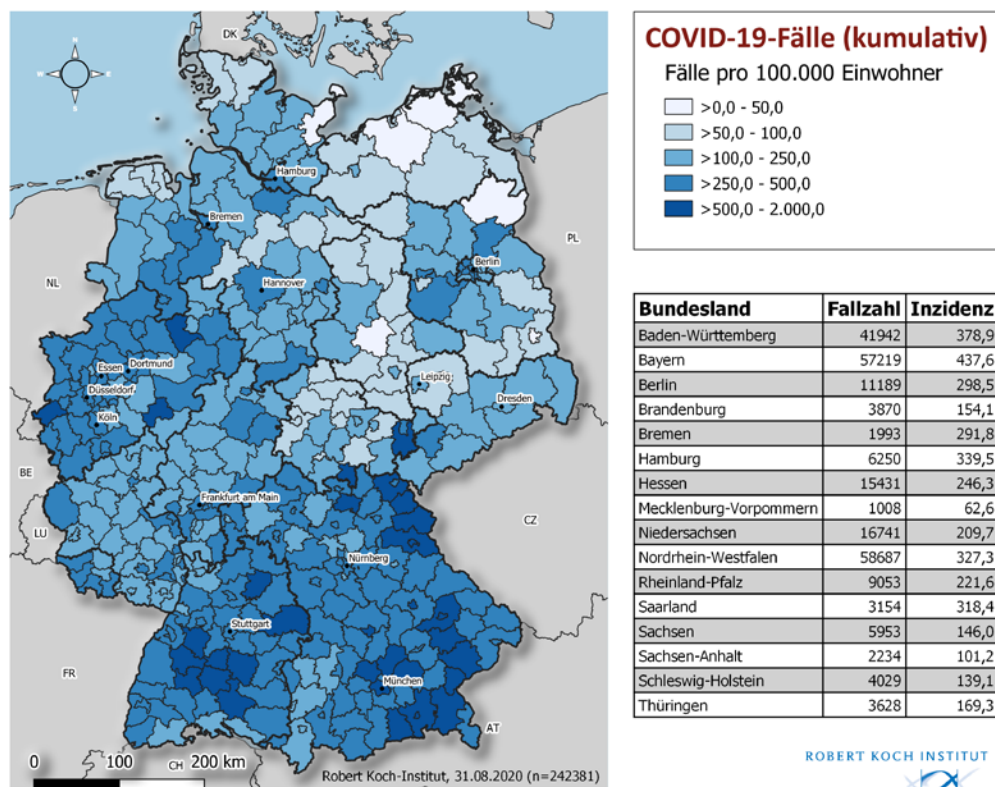 DK
N
W
E
S
Hamburg
Bremen
PL
Berlin
NL
Hannover
Essen
Dortmund
Leipzig
Düsseldorf
Dresden
Köln
BE
Frankfurt am Main
LU
CZ
Nürnberg
Stuttgart
FR
München
AT
0 100 200 km
CH
Robert Koch-Institut, 31.08.2020 (n=242381)
COVID-19-Fälle (kumulativ)
Fälle pro 100.000 Einwohner
>0,0 - 50,0
>50,0 - 100,0
>100,0 - 250,0
>250,0 - 500,0
>500,0 - 2.000,0
Bundesland Fallzahl Inzidenz
Baden-Württemberg 41942 378,9
Bayern 57219 437,6
Berlin 11189 298,5
Brandenburg 3870 154,1
Bremen 1993 291,8
Hamburg 6250 339,5
Hessen 15431 246,3
Mecklenburg-Vorpommern 1008 62,6
Niedersachsen 16741 209,7
Nordrhein-Westfalen 58687 327,3
Rheinland-Pfalz 9053 221,6
Saarland 3154 318,4
Sachsen 5953 146,0
Sachsen-Anhalt 2234 101,2
Schleswig-Holstein 4029 139,1
Thüringen 3628 169,3
ROBERT KOCH INSTITUT